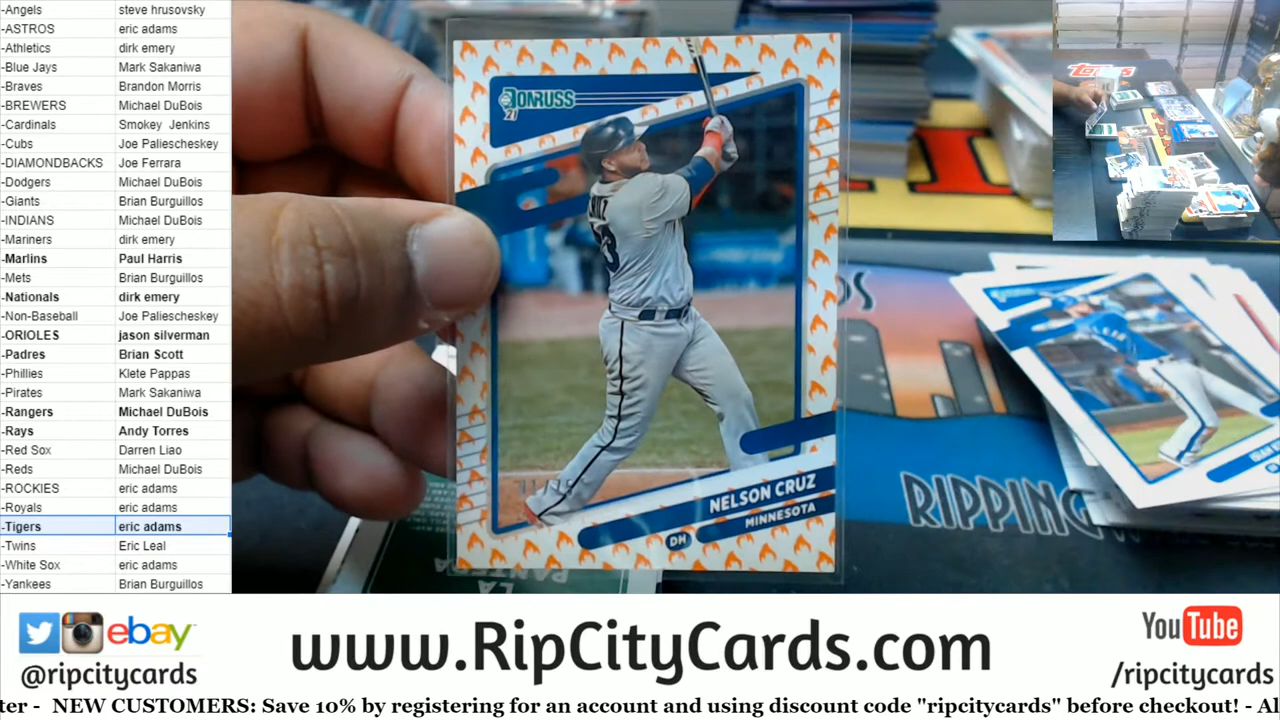 -Angels steve hrusovsky
-ASTROS eric adams
-Athletics dirk emery
-Blue Jays Mark Sakaniwa
-Braves Brandon Morris
-BREWERS Michael DuBois
-Cardinals Smokey Jenkins
-Cubs Joe Paliescheskey
-DIAMONDBACKS Joe Ferrara
-Dodgers Michael DuBois
-Giants Brian Burguillos
-INDIANS Michael DuBois
-Mariners dirk emery
-Marlins Paul Harris
-Mets Brian Burguillos
-Nationals dirk emery
-Non-Baseball Joe Paliescheskey
-ORIOLES jason silverman
-Padres Brian Scott
-Phillies Klete Pappas
-Pirates Mark Sakaniwa
-Rangers Michael DuBois
-Rays Andy Torres
-Red Sox Darren Liao
-Reds Michael DuBois
-ROCKIES eric adams
-Royals eric adams
-Tigers eric adams
-Twins Eric Leal
-White Sox eric adams
-Yankees Brian Burguillos
DONRUSS
21
NELSON CRUZ
MINNESOTA
DH
LA
PANTERA
RIPPING
Topps
ebay
@ripcitycards
www.RipCityCards.com
YouTube
/ripcitycards
ter - NEW CUSTOMERS: Save 10% by registering for an account and using discount code "ripcitycards" before checkout! - Al